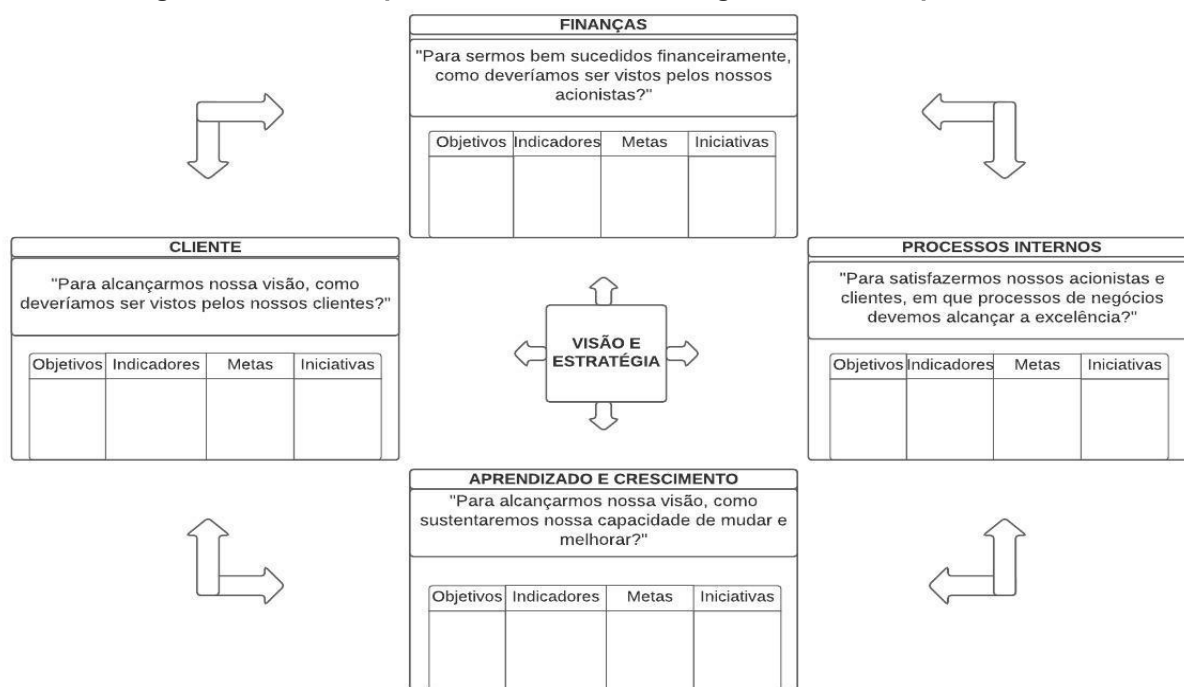 FINANÇAS
"Para sermos bem sucedidos financeiramente,
como deveríamos ser vistos pelos nossos
acionistas?"
Objetivos Indicadores Metas Iniciativas
CLIENTE
"Para alcançarmos nossa visão, como
deveríamos ser vistos pelos nossos clientes?"
Objetivos Indicadores Metas Iniciativas
VISÃO E
ESTRATÉGIA
PROCESSOS INTERNOS
"Para satisfazermos nossos acionistas e
clientes, em que processos de negócios
devemos alcançar a excelência?"
Objetivos Indicadores Metas Iniciativas
APRENDIZADO E CRESCIMENTO
"Para alcançarmos nossa visão, como
sustentaremos nossa capacidade de mudar e
melhorar?"
Objetivos Indicadores Metas Iniciativas